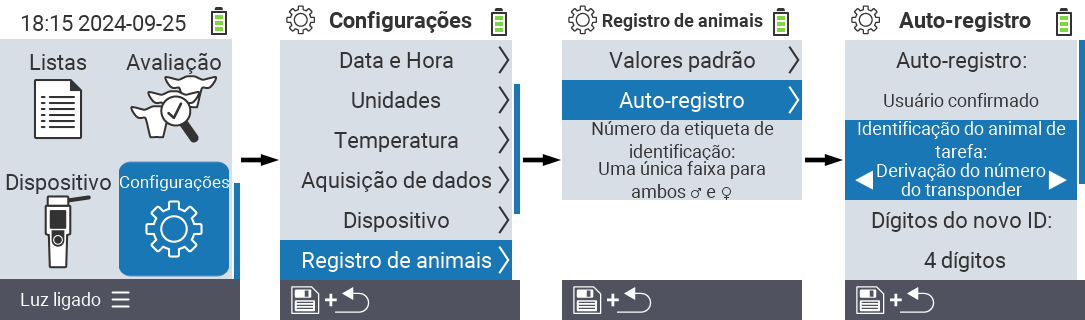 18:15 2024-09-25
Listas
Avaliação
Dispositivo
Configurações
Luz ligado
Configurações
Data e Hora
Unidades
Temperatura
Aquisição de dados
Dispositivo
Registro de animais
+
Registro de animais
Valores padrão
Auto-registro
Número da etiqueta de
identificação:
Uma única faixa para
ambos ♂ e ♀
+
Auto-registro
Auto-registro:
Usuário confirmado
Identificação do animal de
tarefa:
Derivação do número
do transponder
Dígitos do novo ID:
4 dígitos
+